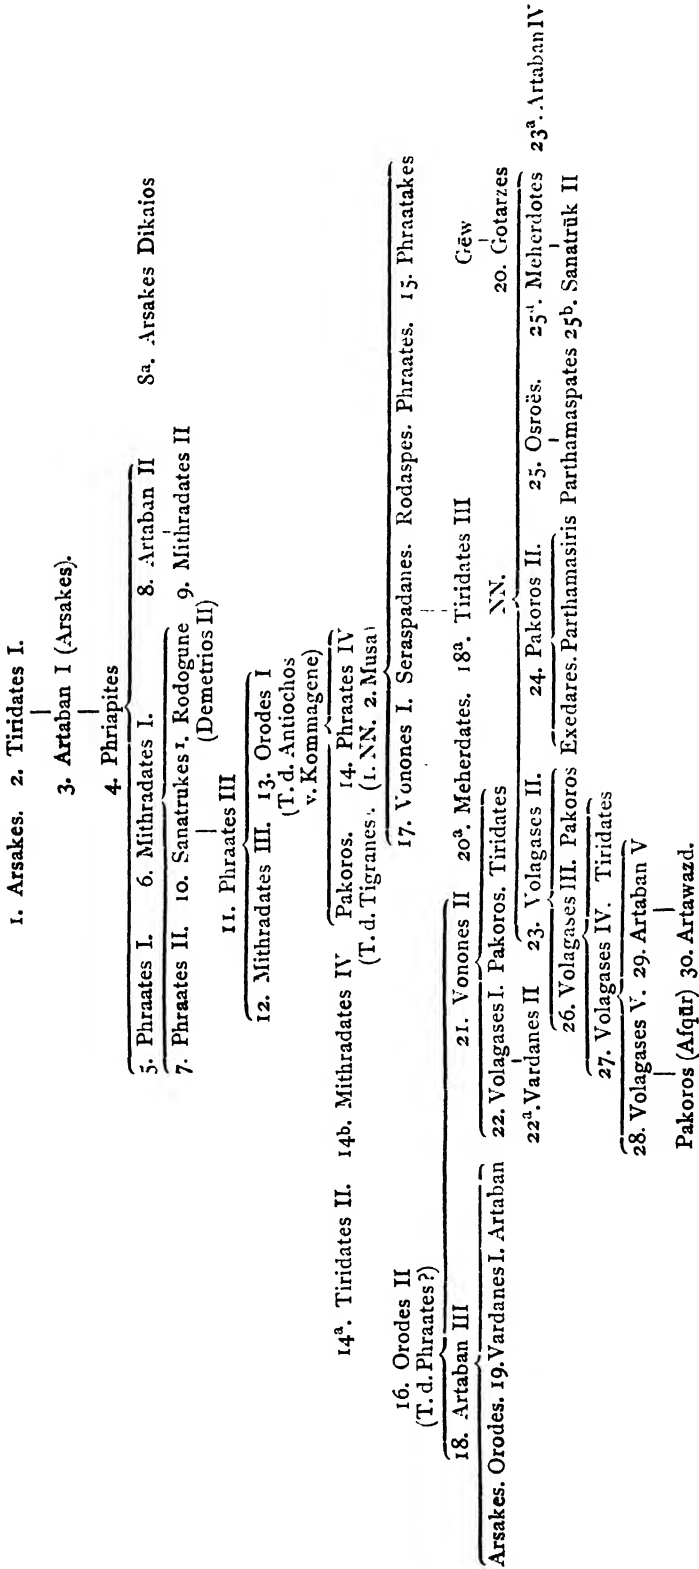 1. Arsakes. 2. Tiridates I.
3. Artaban I (Arsakes).
4. Phriapites
5. Phraates I. 6. Mithradates I. 8. Artaban II 8a. Arsakes Dikaios
7. Phraates II. 10. Sanatrukes I. Rodogune 9. Mithradates II
(Demetrios II)
11. Phraates III
12. Mithradates III. 13. Orodes I
(T. d. Antiochos
v. Kommagene)
14a. Tiridates II. 14b. Mithradates IV Pakoros. 14. Phraates IV
(T. d. Tigranes). (1. NN. 2. Musa)
17. Vonones I. Seraspadanes. Rodaspes. Phraates. 15. Phraatakes
16. Orodes II
(T. d. Phraates?)
18. Artaban III 21. Vonones II 20a. Meherdates. 18a. Tiridates III Gēw
Arsakes. Orodes. 19. Vardanes I. Artaban 22. Volagases I. Pakoros. Tiridates NN. 20. Gotarzes
22a. Vardanes II 23. Volagases II. 24. Pakoros II. 25. Osroës. 25a. Meherdotes 23a. Artaban IV
26. Volagases III. Pakoros Exedares. Parthamasiris Parthamaspates 25b. Sanatrūk II
27. Volagases IV. Tiridates
28. Volagases V. 29. Artaban V
Pakoros (Afqūr) 30. Artawazd.